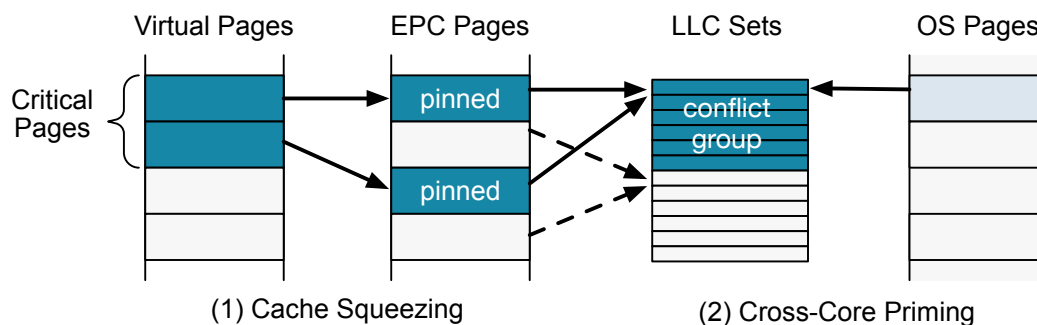 Virtual Pages
EPC Pages
LLC Sets
OS Pages
Critical
Pages
pinned
pinned
conflict
group
(1) Cache Squeezing
(2) Cross-Core Priming